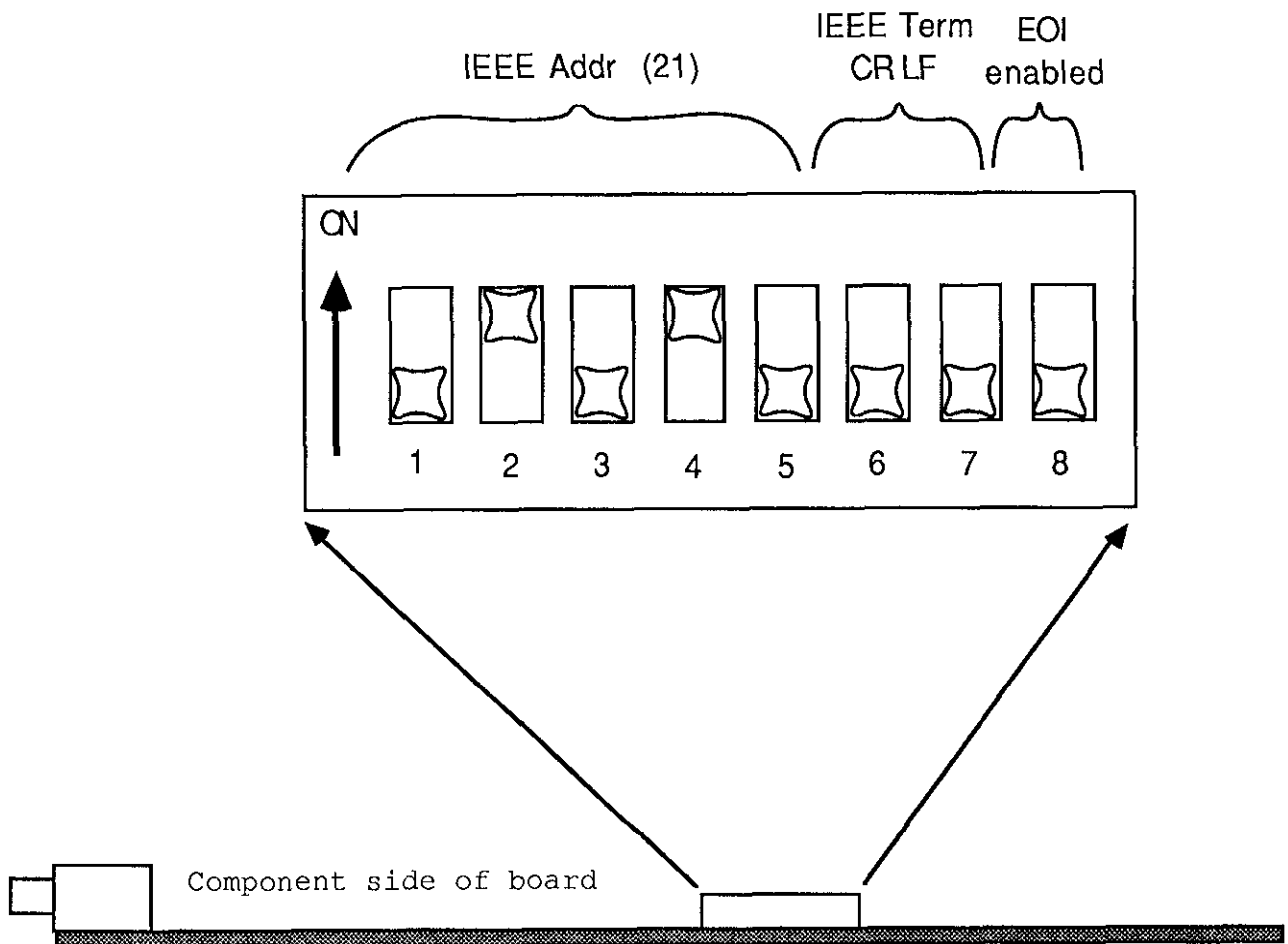 IEEE Addr (21)
IEEE Term
CR LF
EOI
enabled
ON
1 2 3 4 5 6 7 8
Component side of board